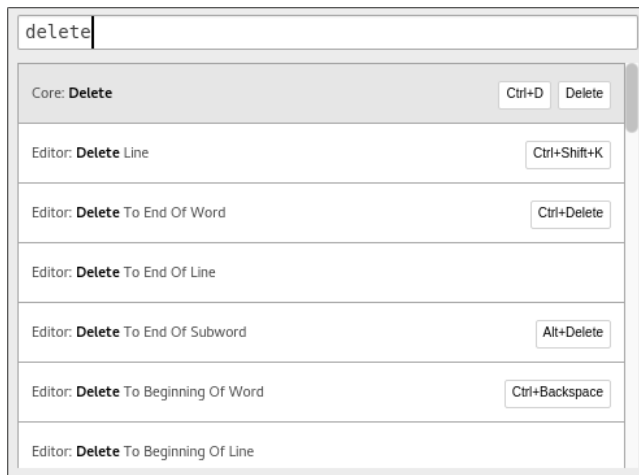 delete
Core: Delete Ctrl+D Delete
Editor: Delete Line Ctrl+Shift+K
Editor: Delete To End Of Word Ctrl+Delete
Editor: Delete To End Of Line
Editor: Delete To End Of Subword Alt+Delete
Editor: Delete To Beginning Of Word Ctrl+Backspace
Editor: Delete To Beginning Of Line